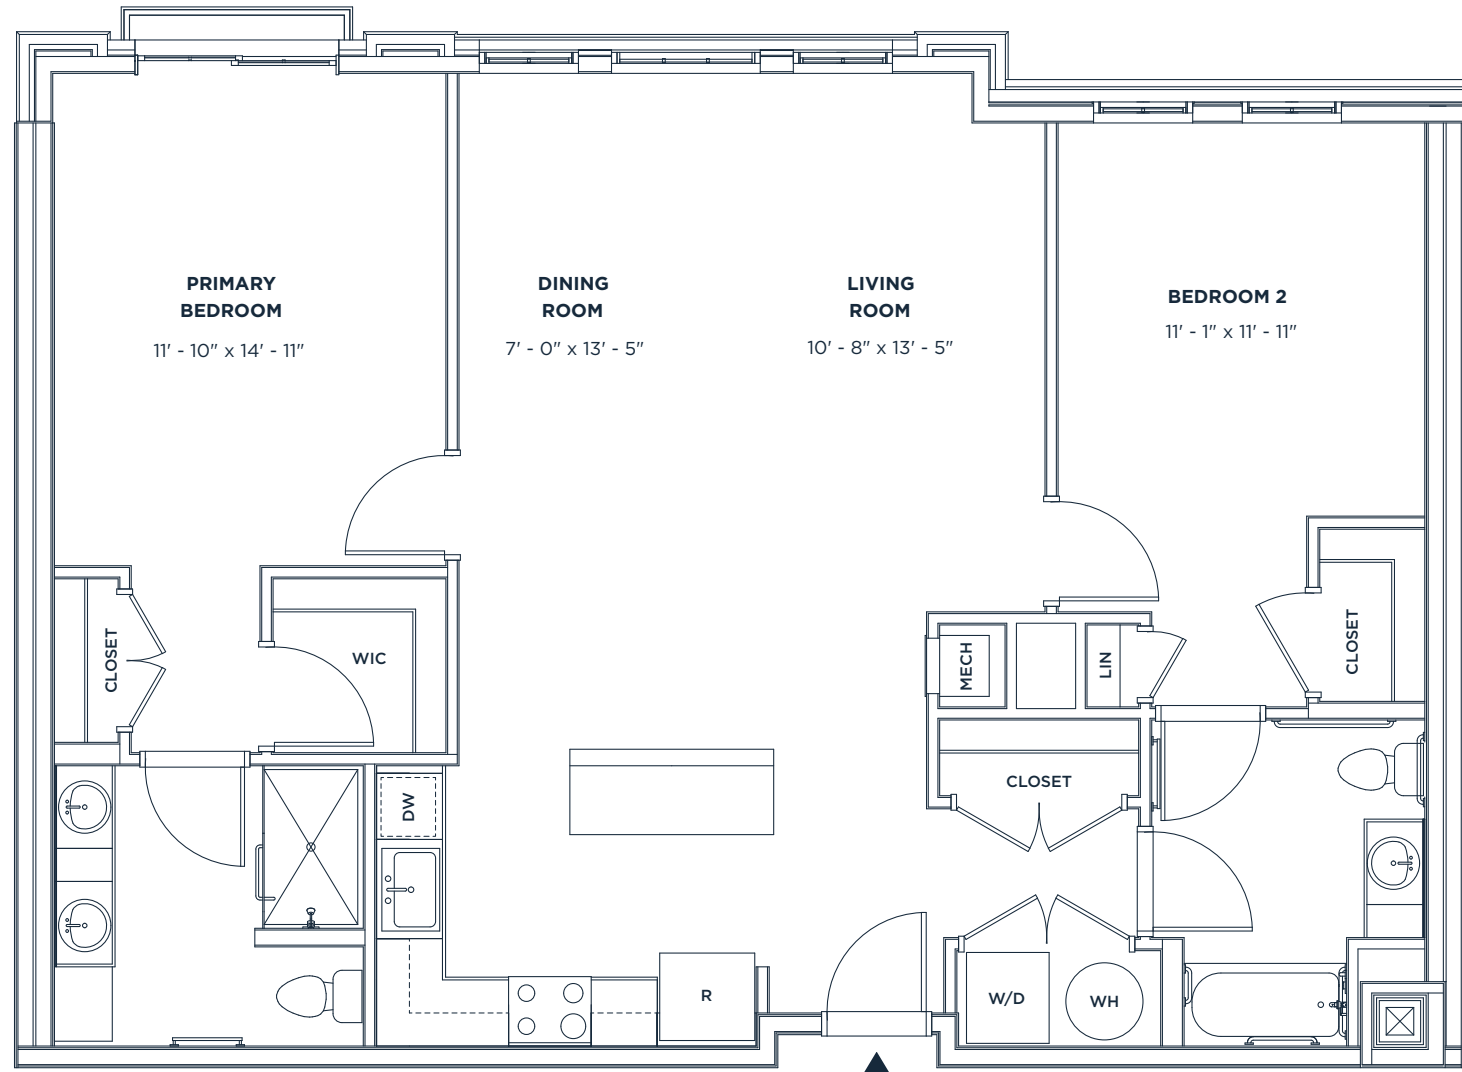 PRIMARY
BEDROOM
11' - 10" x 14' - 11"
DINING
ROOM
7' - 0" x 13' - 5"
LIVING
ROOM
10' - 8" x 13' - 5"
BEDROOM 2
11' - 1" x 11' - 11"
CLOSET
WIC
MECH
LIN
CLOSET
CLOSET
DW
R
W/D
WH